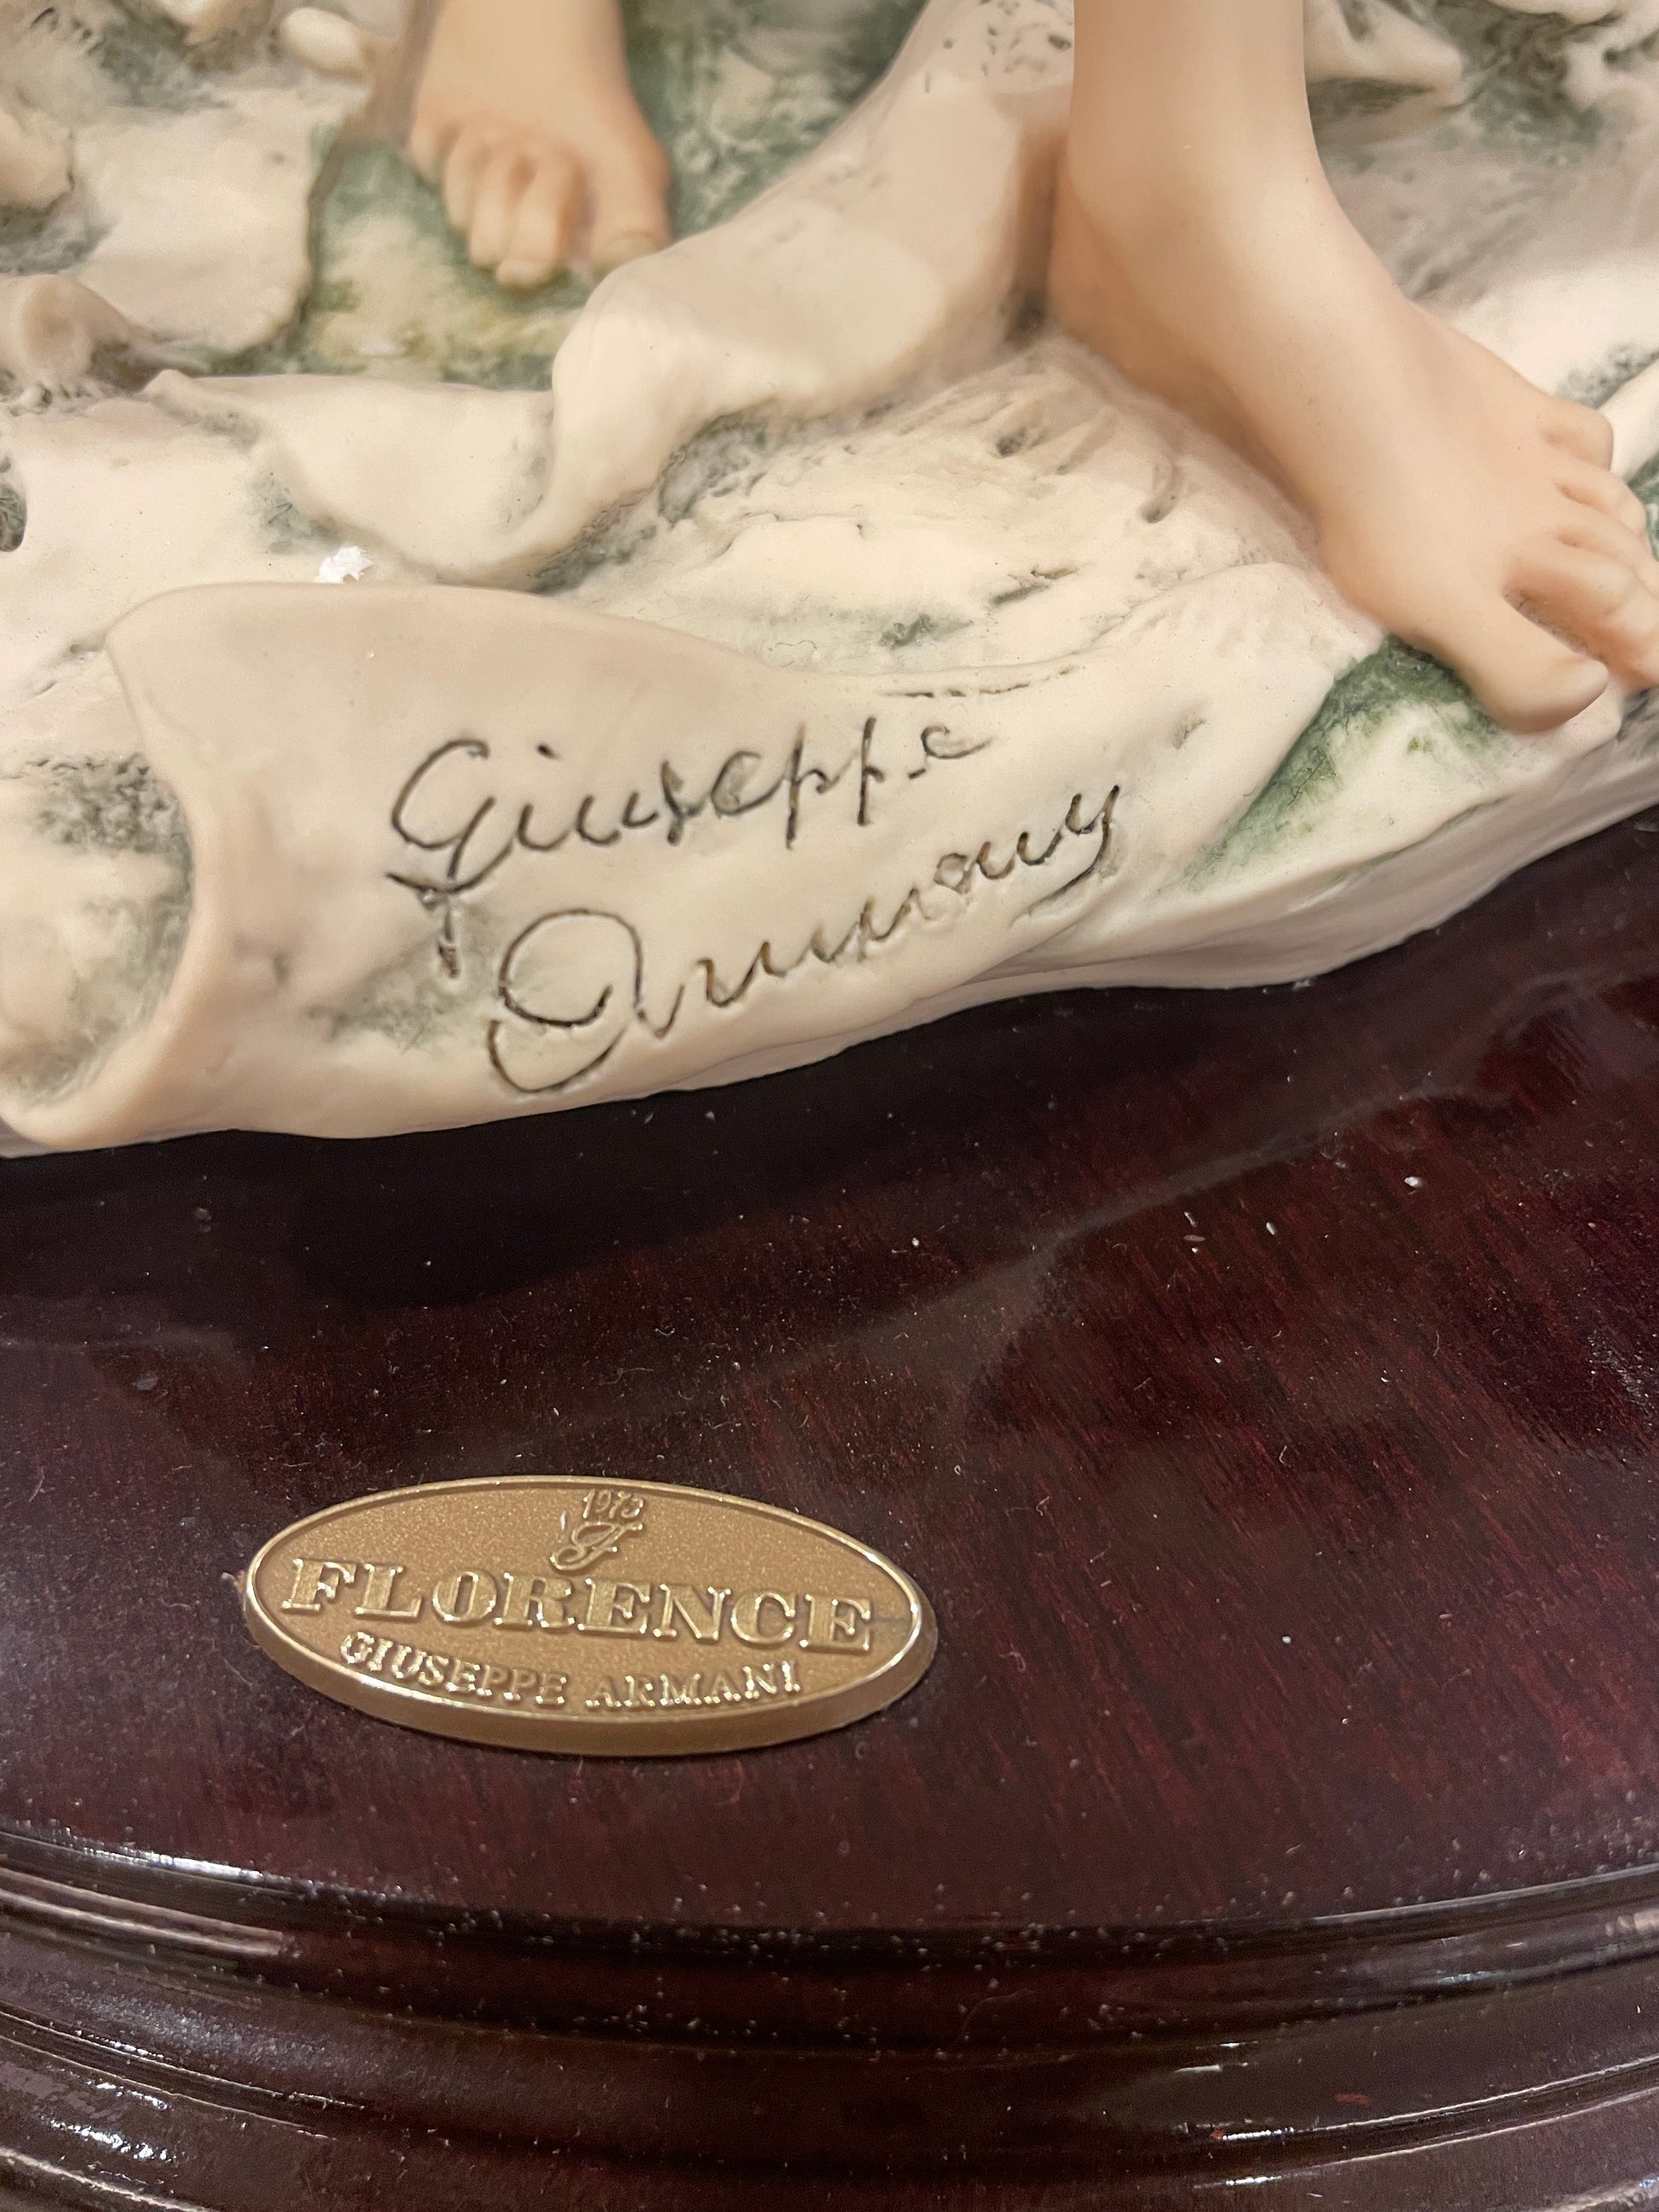 Giuseppe
Armani
1973
F
FLORENCE
GIUSEPPE ARMANI